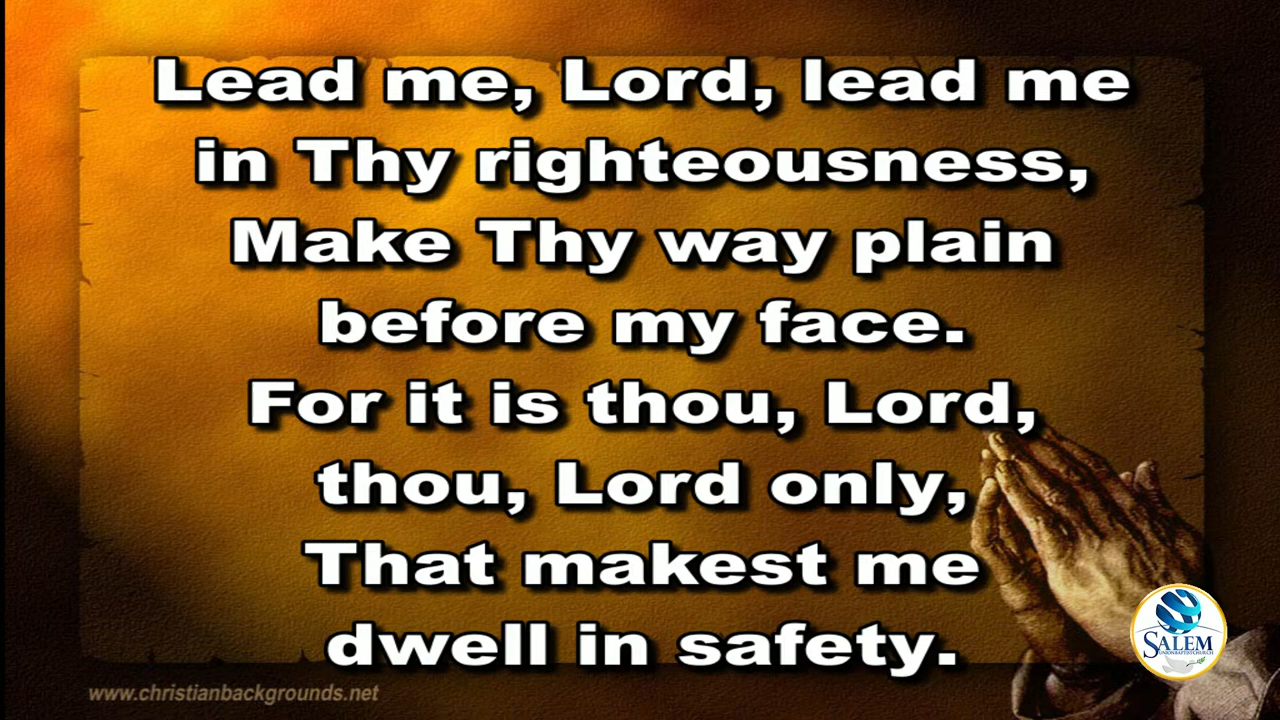 Lead me, Lord, lead me
in Thy righteousness,
Make Thy way plain
before my face.
For it is thou, Lord,
thou, Lord only,
That makest me
dwell in safety.
SALEM
UNIONBAPTISTCHURCH
www.christianbackgrounds.net